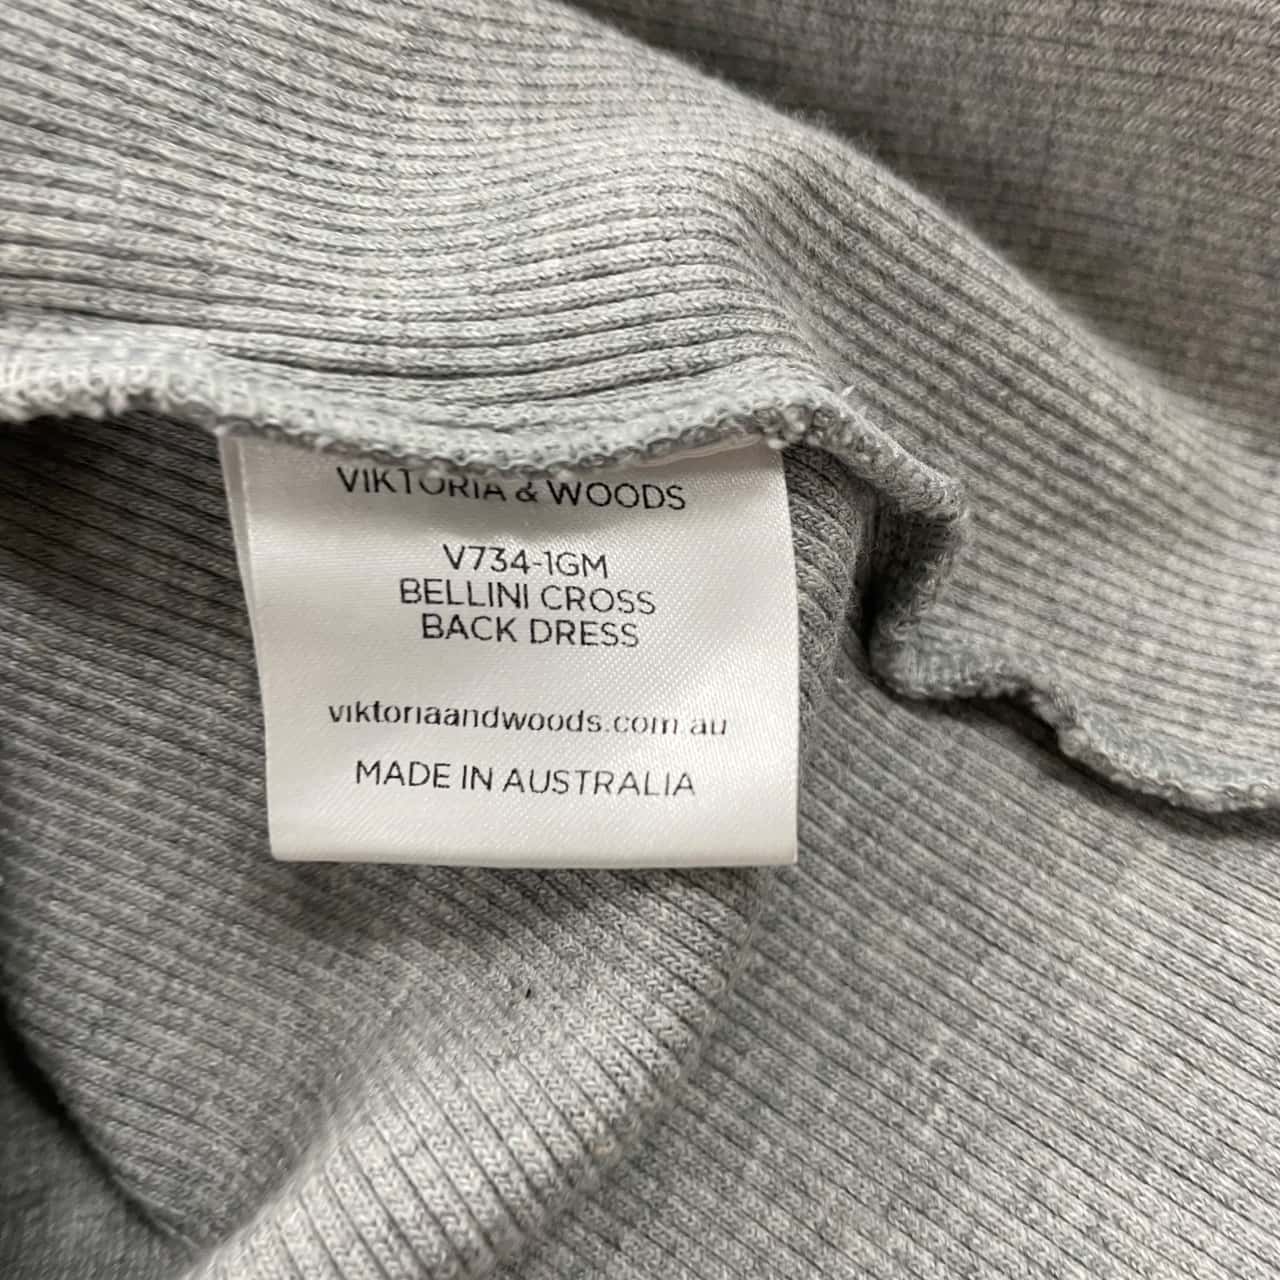 VIKTORIA & WOODS
V734-1GM
BELLINI CROSS
BACK DRESS
viktoriaandwoods.com.au
MADE IN AUSTRALIA